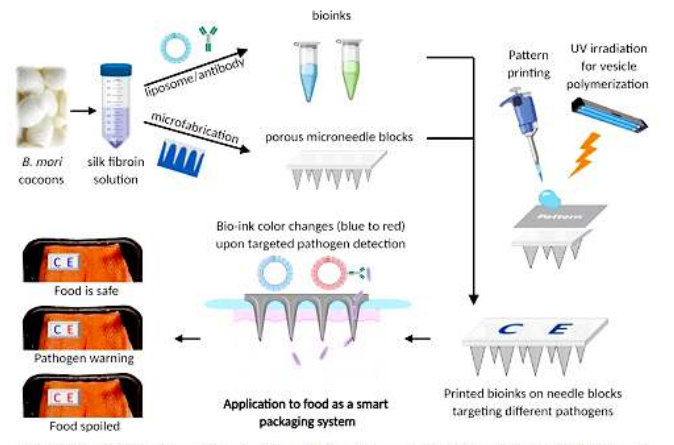 bioinks
liposome/antibody
microfabrication
B. mori
cocoons
silk fibroin
solution
porous microneedle blocks
Pattern
printing
UV irradiation
for vesicle
polymerization
Pattern
Bio-ink color changes (blue to red)
upon targeted pathogen detection
C E
Food is safe
C E
Pathogen warning
C E
Food spoiled
Application to food as a smart
packaging system
C E
Printed bioinks on needle blocks
targeting different pathogens